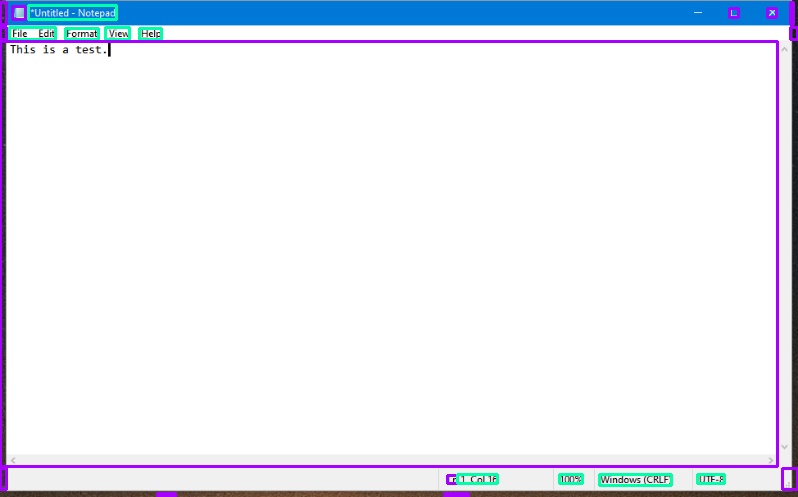 *Untitled - Notepad
File Edit Format View Help
This is a test.
Ln 1, Col 16 100% Windows (CRLF) UTF-8